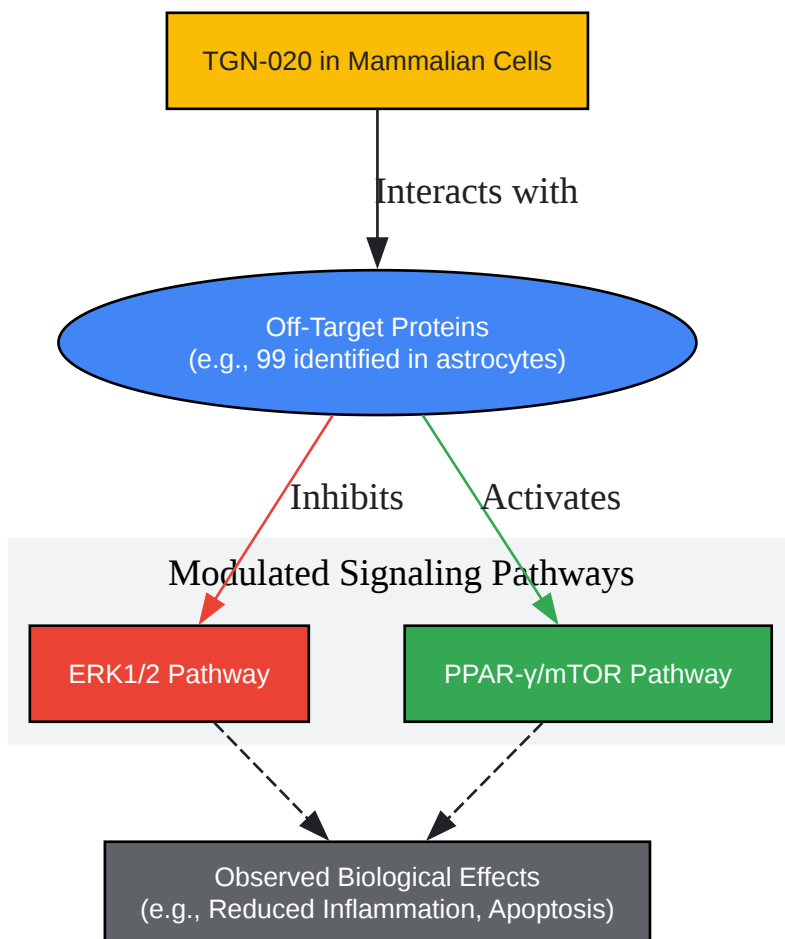 TGN-020 in Mammalian Cells
Interacts with
Off-Target Proteins
(e.g., 99 identified in astrocytes)
Inhibits
Activates
Modulated Signaling Pathways
ERK1/2 Pathway
PPAR-γ/mTOR Pathway
Observed Biological Effects
(e.g., Reduced Inflammation, Apoptosis)